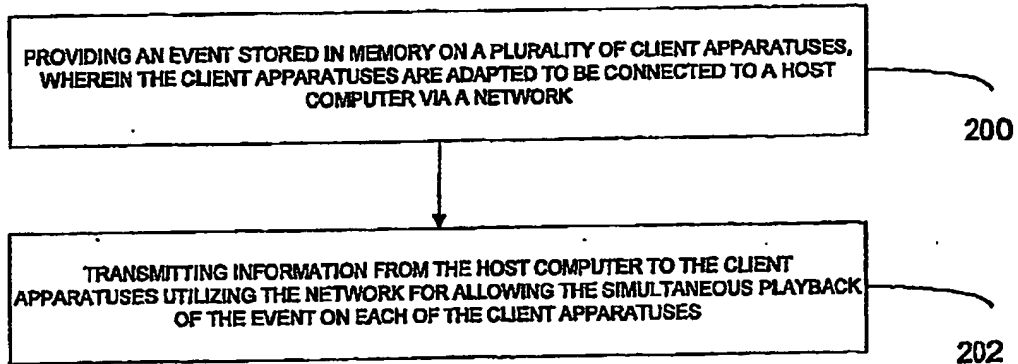 PROVIDING AN EVENT STORED IN MEMORY ON A PLURALITY OF CLIENT APPARATUSES,
WHEREIN THE CLIENT APPARATUSES ARE ADAPTED TO BE CONNECTED TO A HOST
COMPUTER VIA A NETWORK
200
TRANSMITTING INFORMATION FROM THE HOST COMPUTER TO THE CLIENT
APPARATUSES UTILIZING THE NETWORK FOR ALLOWING THE SIMULTANEOUS PLAYBACK
OF THE EVENT ON EACH OF THE CLIENT APPARATUSES
202